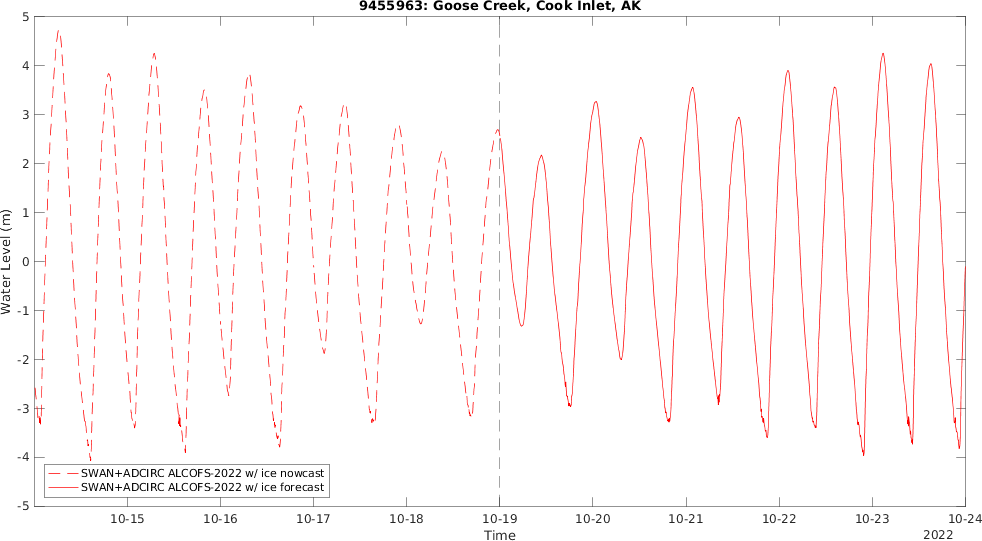 9455963: Goose Creek, Cook Inlet, AK
5
4
3
2
1
0
-1
-2
-3
-4
-5
Water Level (m)
SWAN+ADCIRC ALCOFS-2022 w/ ice nowcast
SWAN+ADCIRC ALCOFS-2022 w/ ice forecast
10-15 10-16 10-17 10-18 10-19 10-20 10-21 10-22 10-23 10-24
Time
2022